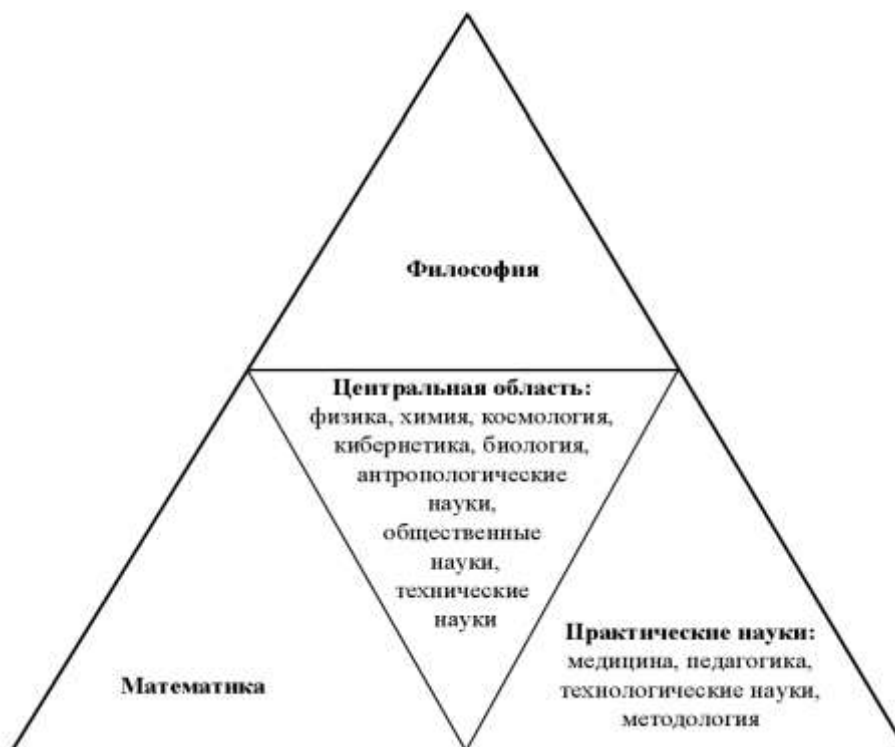 Философия
Центральная область:
физика, химия, космология,
кибернетика, биология,
антропологические
науки,
общественные
науки,
технические
науки
Математика
Практические науки:
медицина, педагогика,
технологические науки,
методология